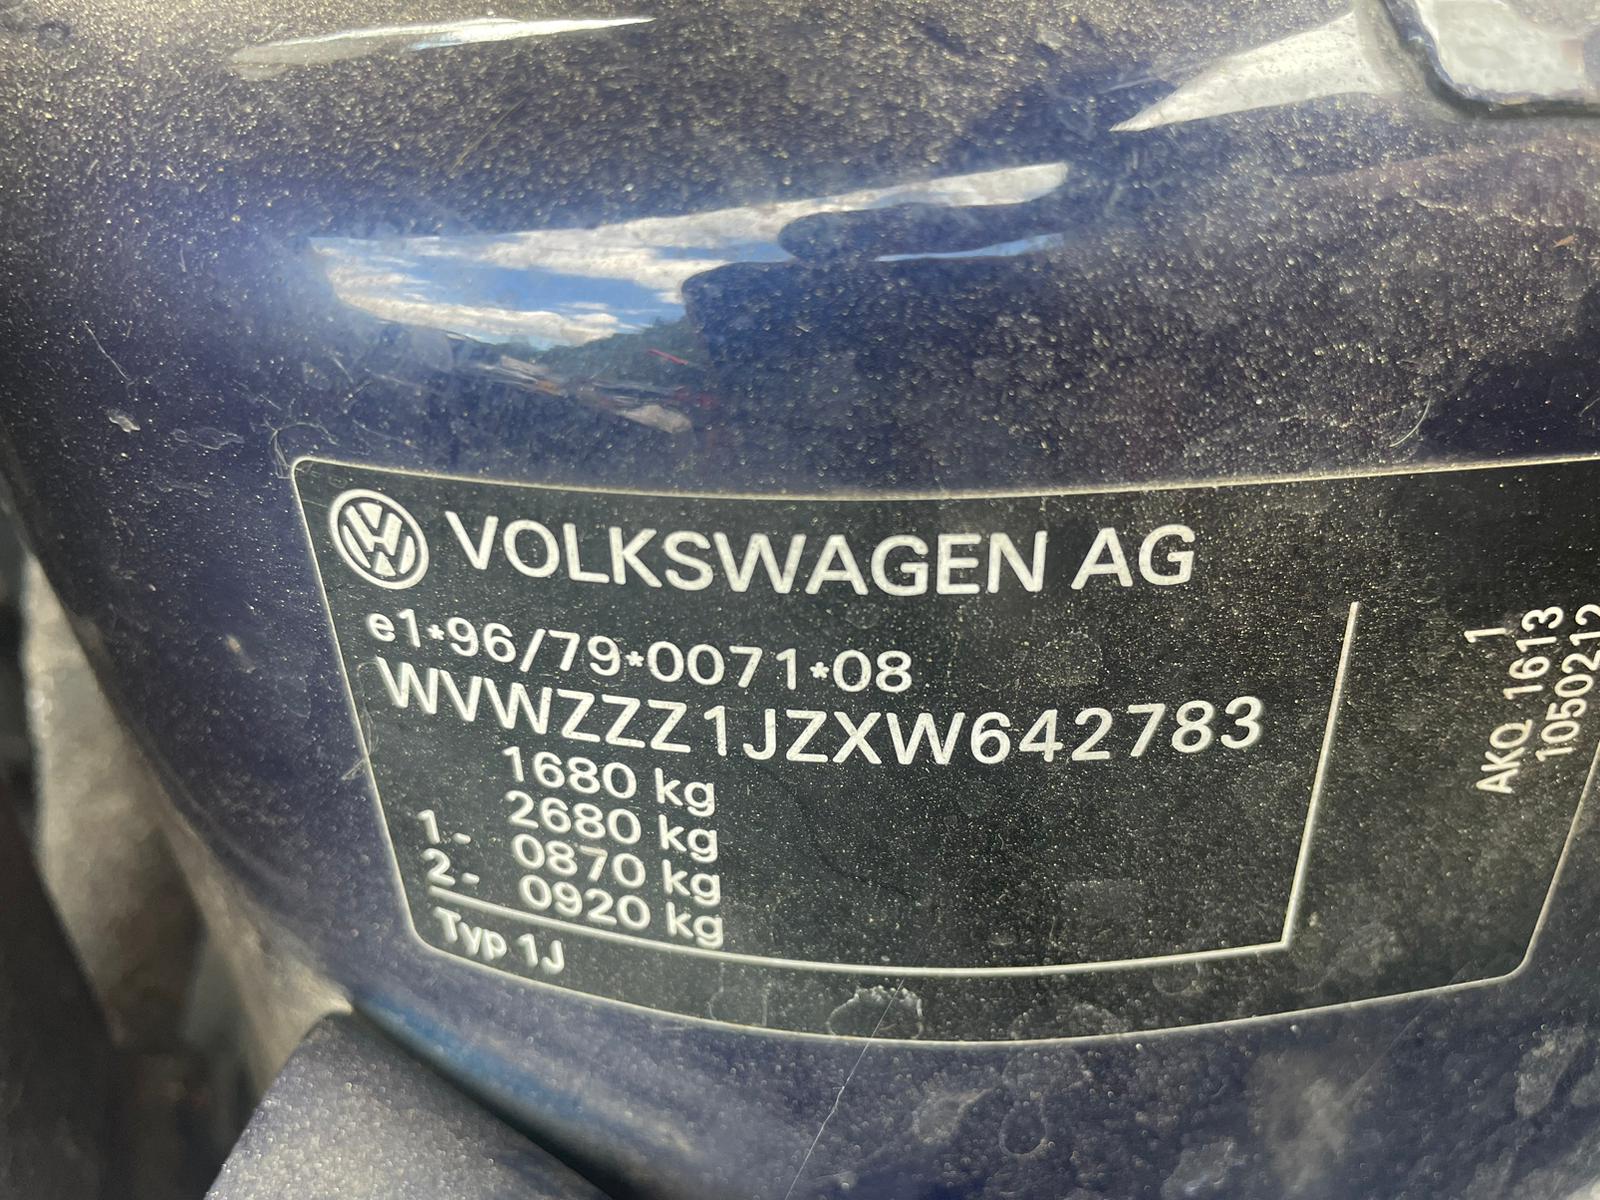 VOLKSWAGEN AG
e1*96/79*0071*08
WVWZZZ1JZXW642783
1680 kg
2680 kg
1.- 0870 kg
2.- 0920 kg
Typ 1J
1
AKQ 1613
1050212